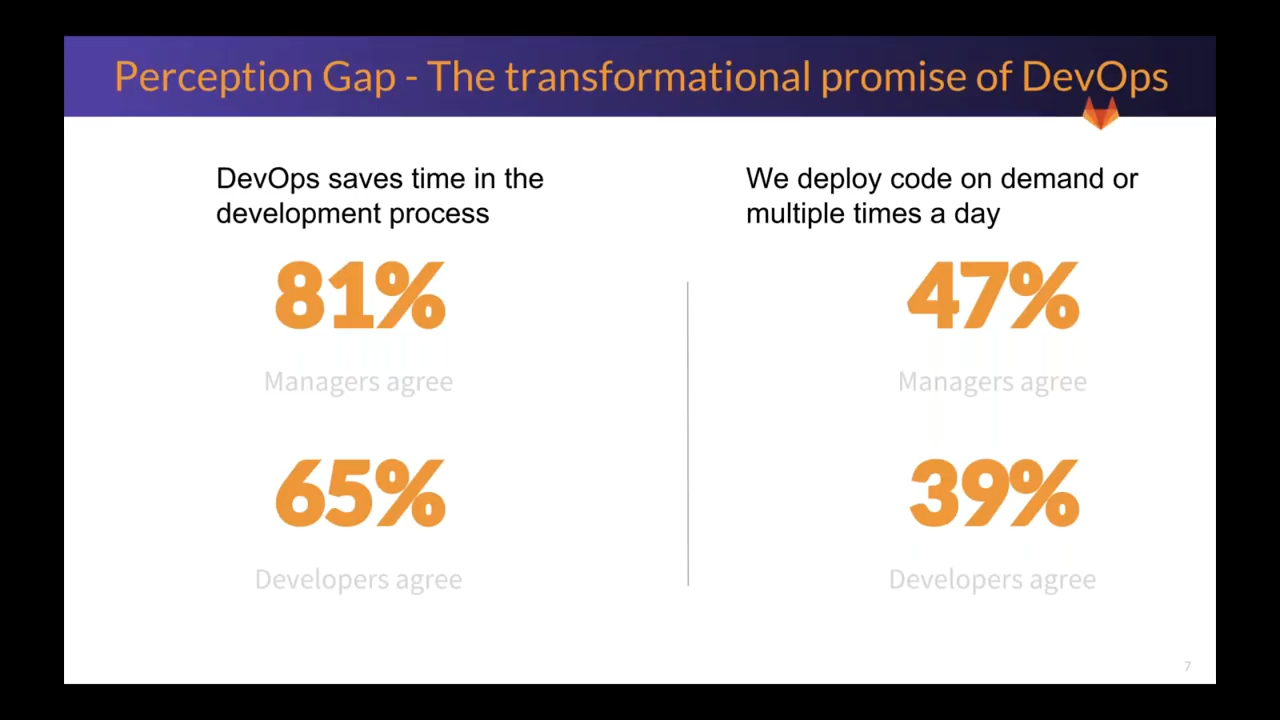 Perception Gap - The transformational promise of DevOps
DevOps saves time in the
development process
81%
Managers agree
65%
Developers agree
We deploy code on demand or
multiple times a day
47%
Managers agree
39%
Developers agree
7